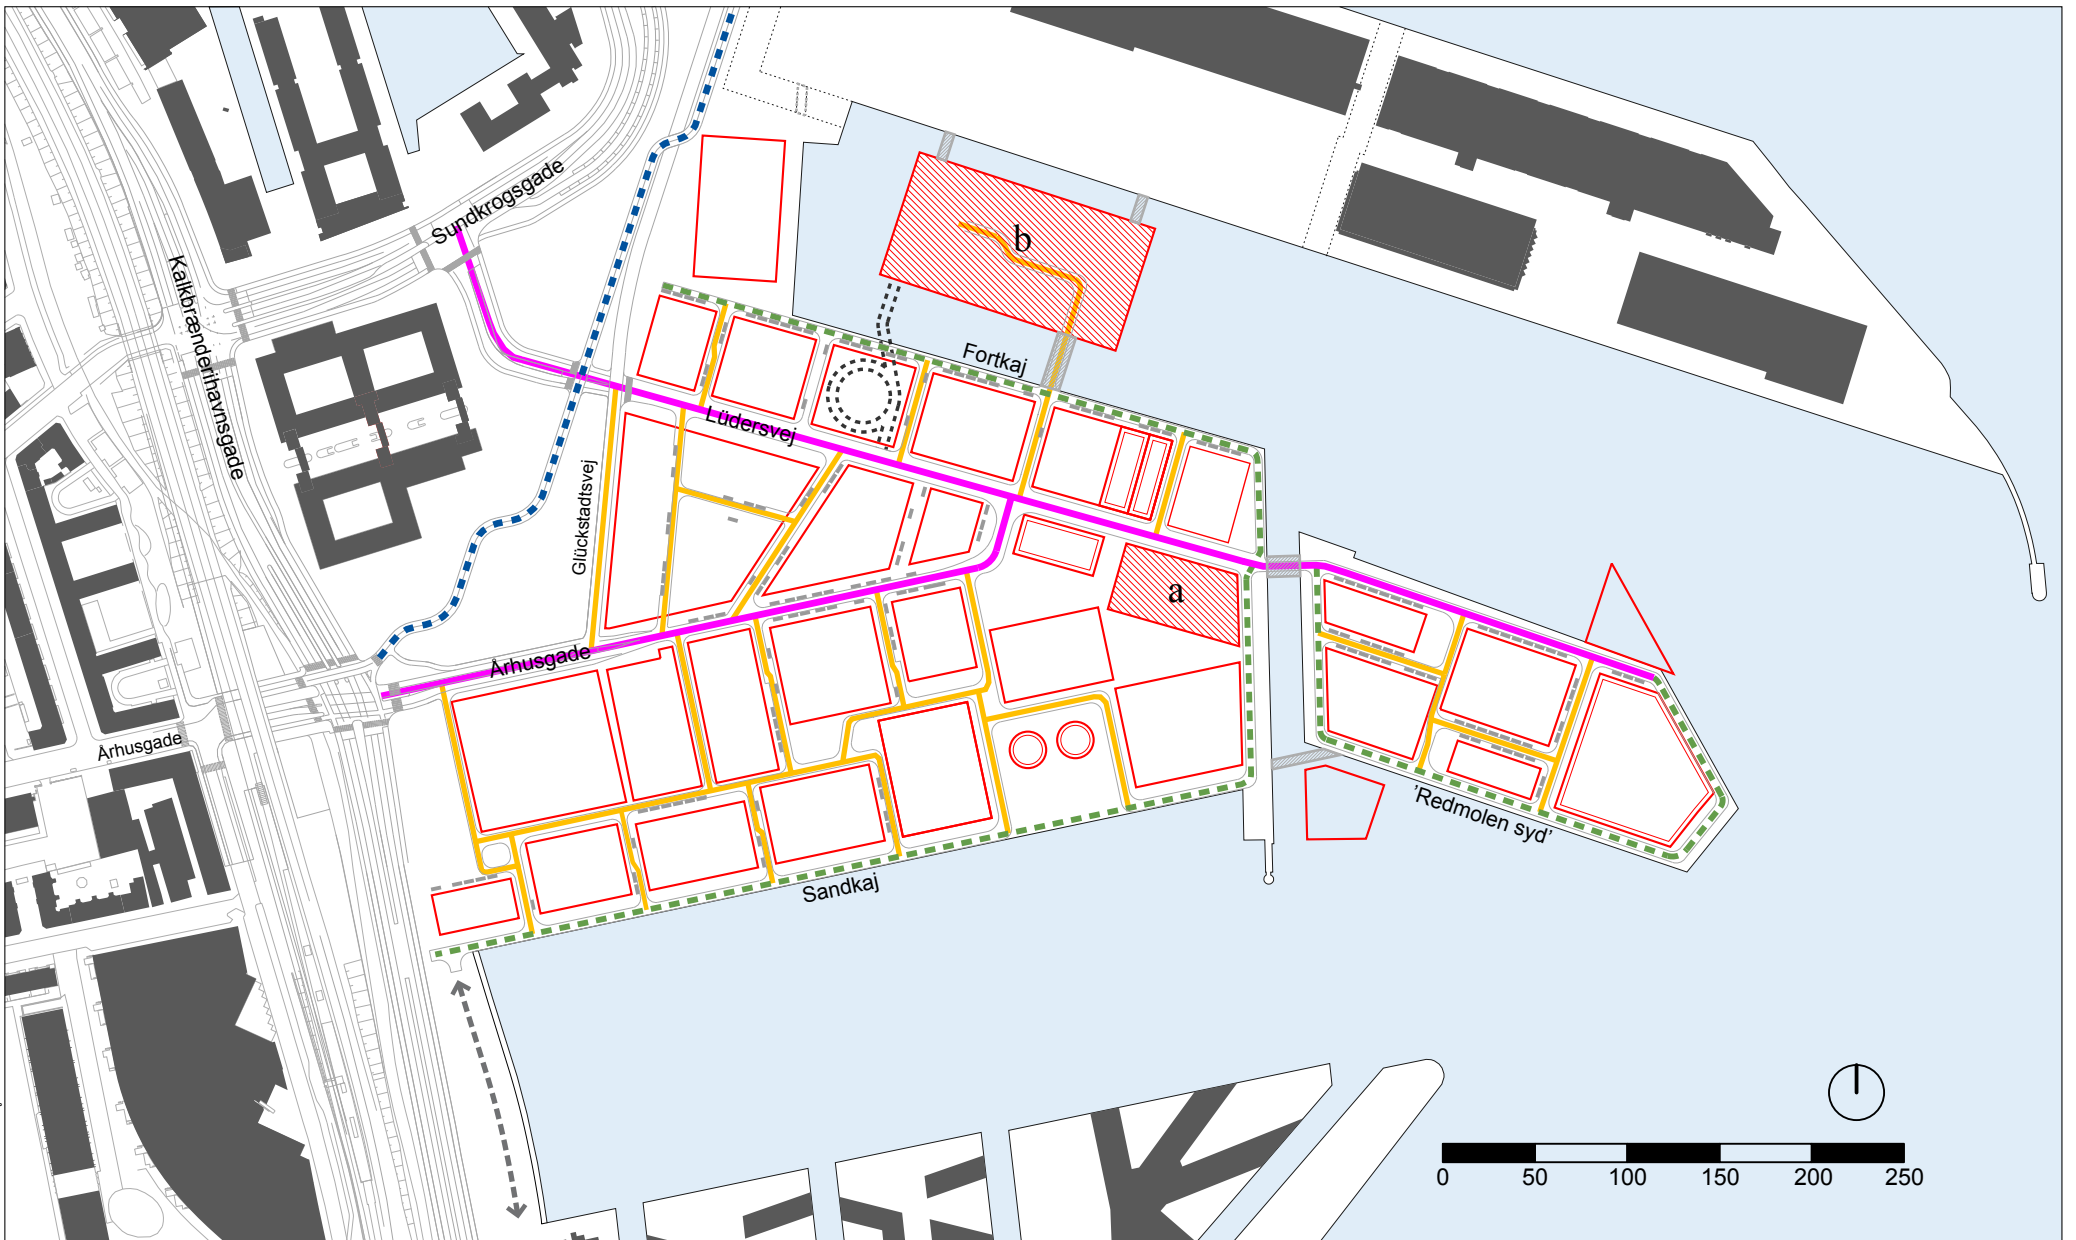 Sundkrogsgade
b
Kalkbrænderihavnsgade
Fortkaj
Lüdersvej
Glückstadtsvej
a
Århusgade
Århusgade
'Redmolen syd'
Sandkaj
0 50 100 150 200 250